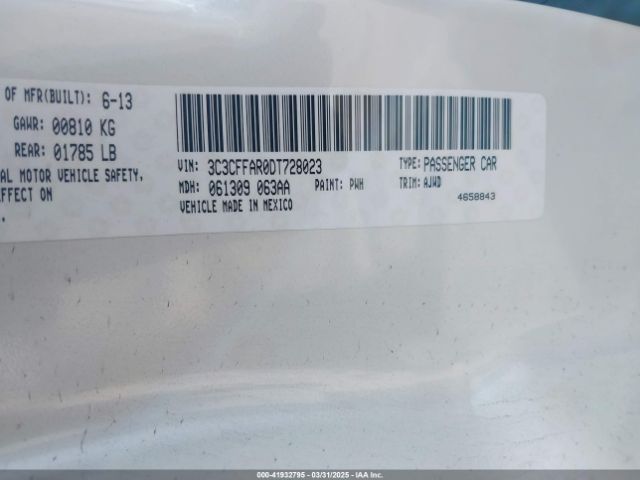 OF MFR(BUILT): 6-13
GAWR: 00810 KG
REAR: 01785 LB
AL MOTOR VEHICLE SAFETY,
EFFECT ON
VIN: 3C3CFFAR0DT728023
TYPE: PASSENGER CAR
MDH: 061309 063AA
PAINT: PWH
TRIM: AJWD
VEHICLE MADE IN MEXICO
4658843
000-41932795 - 03/31/2025 - IAA Inc.